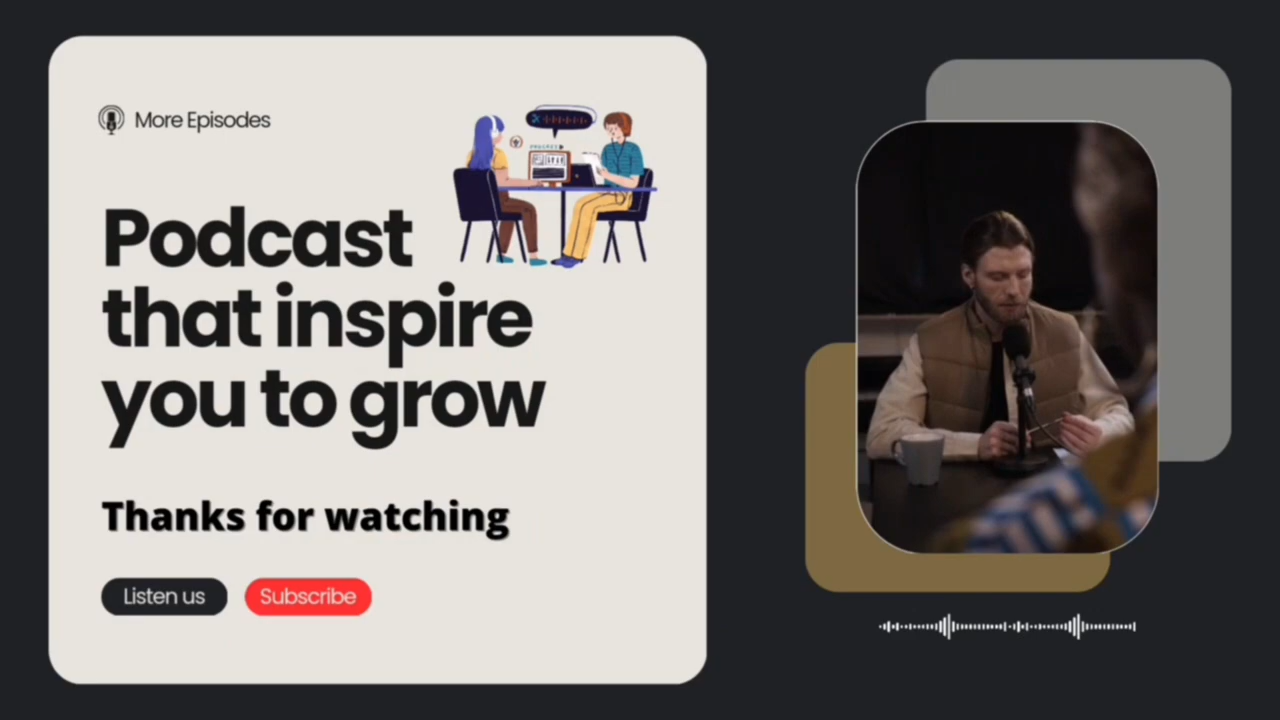 More Episodes
Podcast
that inspire
you to grow
Thanks for watching
Listen us
Subscribe